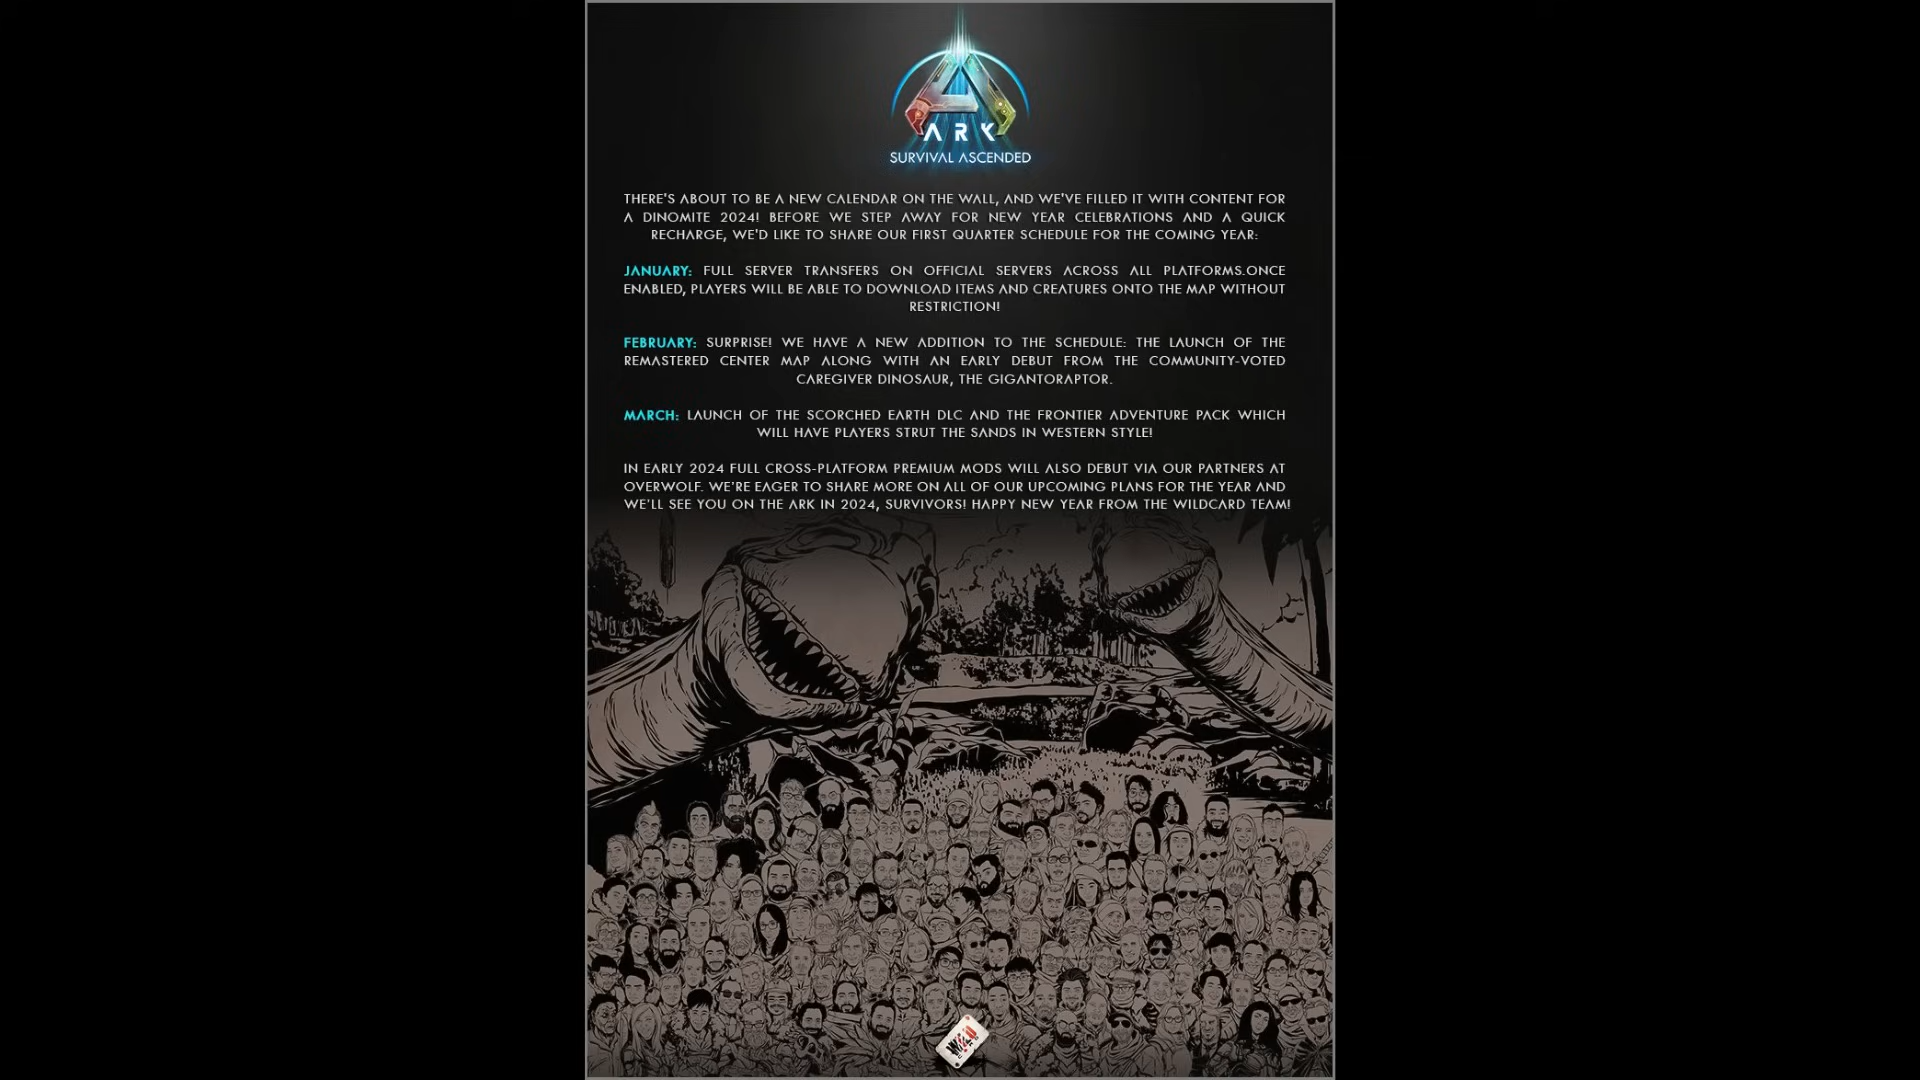 ARK
SURVIVAL ASCENDED
THERE'S ABOUT TO BE A NEW CALENDAR ON THE WALL, AND WE'VE FILLED IT WITH CONTENT FOR
A DINOMITE 2024! BEFORE WE STEP AWAY FOR NEW YEAR CELEBRATIONS AND A QUICK
RECHARGE, WE'D LIKE TO SHARE OUR FIRST QUARTER SCHEDULE FOR THE COMING YEAR:
JANUARY: FULL SERVER TRANSFERS ON OFFICIAL SERVERS ACROSS ALL PLATFORMS.ONCE
ENABLED, PLAYERS WILL BE ABLE TO DOWNLOAD ITEMS AND CREATURES ONTO THE MAP WITHOUT
RESTRICTION!
FEBRUARY: SURPRISE! WE HAVE A NEW ADDITION TO THE SCHEDULE: THE LAUNCH OF THE
REMASTERED CENTER MAP ALONG WITH AN EARLY DEBUT FROM THE COMMUNITY-VOTED
CAREGIVER DINOSAUR, THE GIGANTORAPTOR.
MARCH: LAUNCH OF THE SCORCHED EARTH DLC AND THE FRONTIER ADVENTURE PACK WHICH
WILL HAVE PLAYERS STRUT THE SANDS IN WESTERN STYLE!
IN EARLY 2024 FULL CROSS-PLATFORM PREMIUM MODS WILL ALSO DEBUT VIA OUR PARTNERS AT
OVERWOLF. WE'RE EAGER TO SHARE MORE ON ALL OF OUR UPCOMING PLANS FOR THE YEAR AND
WE'LL SEE YOU ON THE ARK IN 2024, SURVIVORS! HAPPY NEW YEAR FROM THE WILDCARD TEAM!
WILD